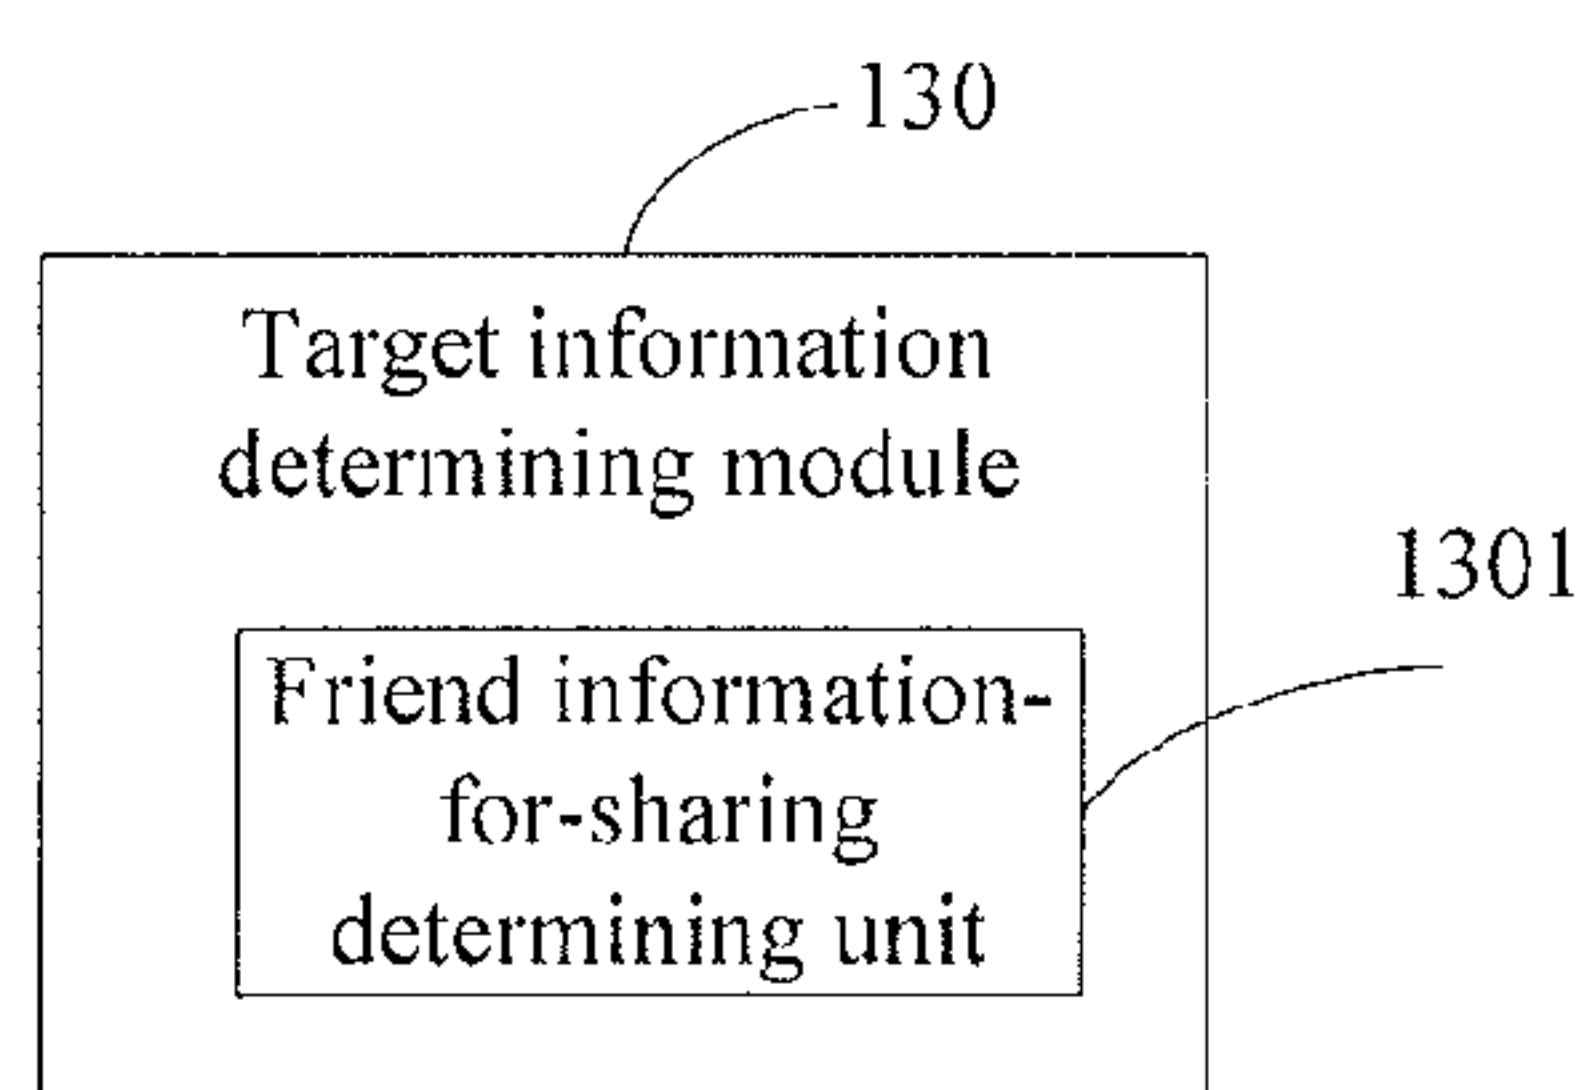 130
Target information
determining module
1301
Friend information-
for-sharing
determining unit